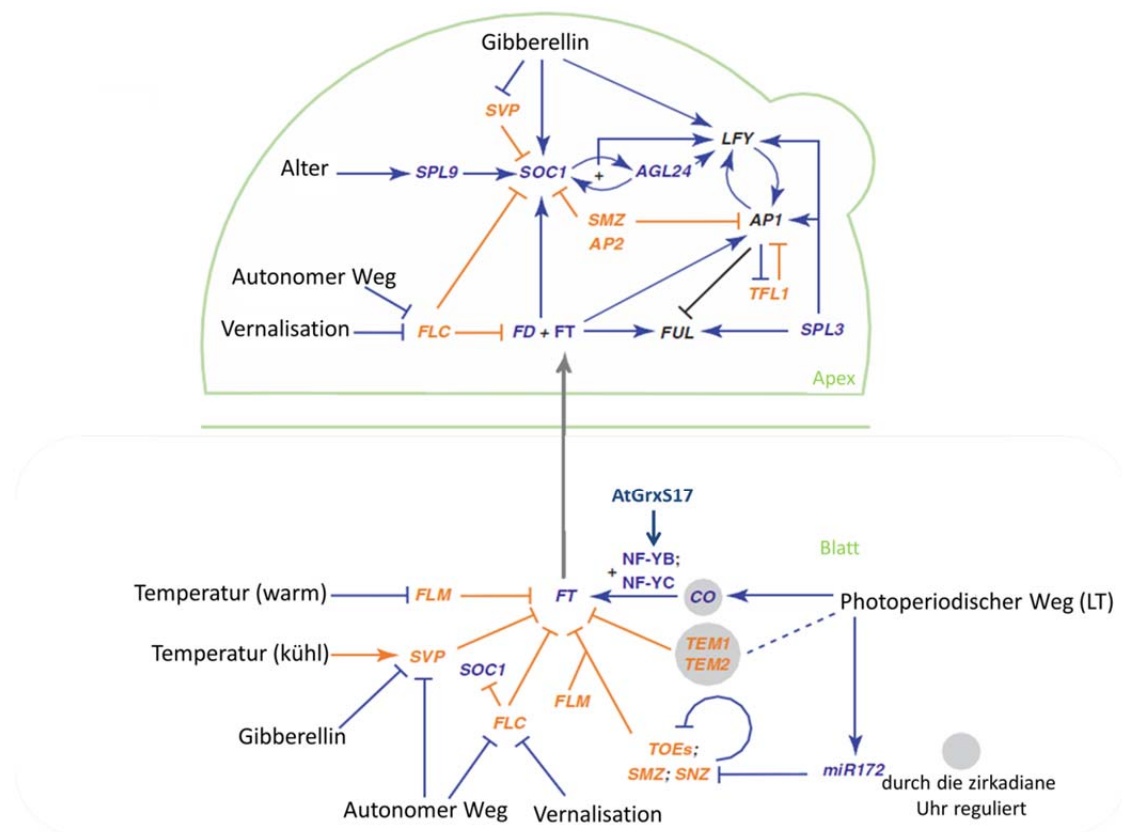 Gibberellin
SVP
LFY
Alter
SPL9
SOC1
+
AGL24
SMZ
AP2
AP1
Autonomer Weg
TFL1
Vernalisation
FLC
FD + FT
FUL
SPL3
Apex
AtGrxS17
Blatt
NF-YB;
+
NF-YC
Temperatur (warm)
FLM
FT
CO
Photoperiodischer Weg (LT)
Temperatur (kühl)
SVP
SOC1
TEM1
TEM2
FLM
FLC
Gibberellin
TOEs;
SMZ; SNZ
miR172
durch die zirkadiane
Uhr reguliert
Autonomer Weg
Vernalisation